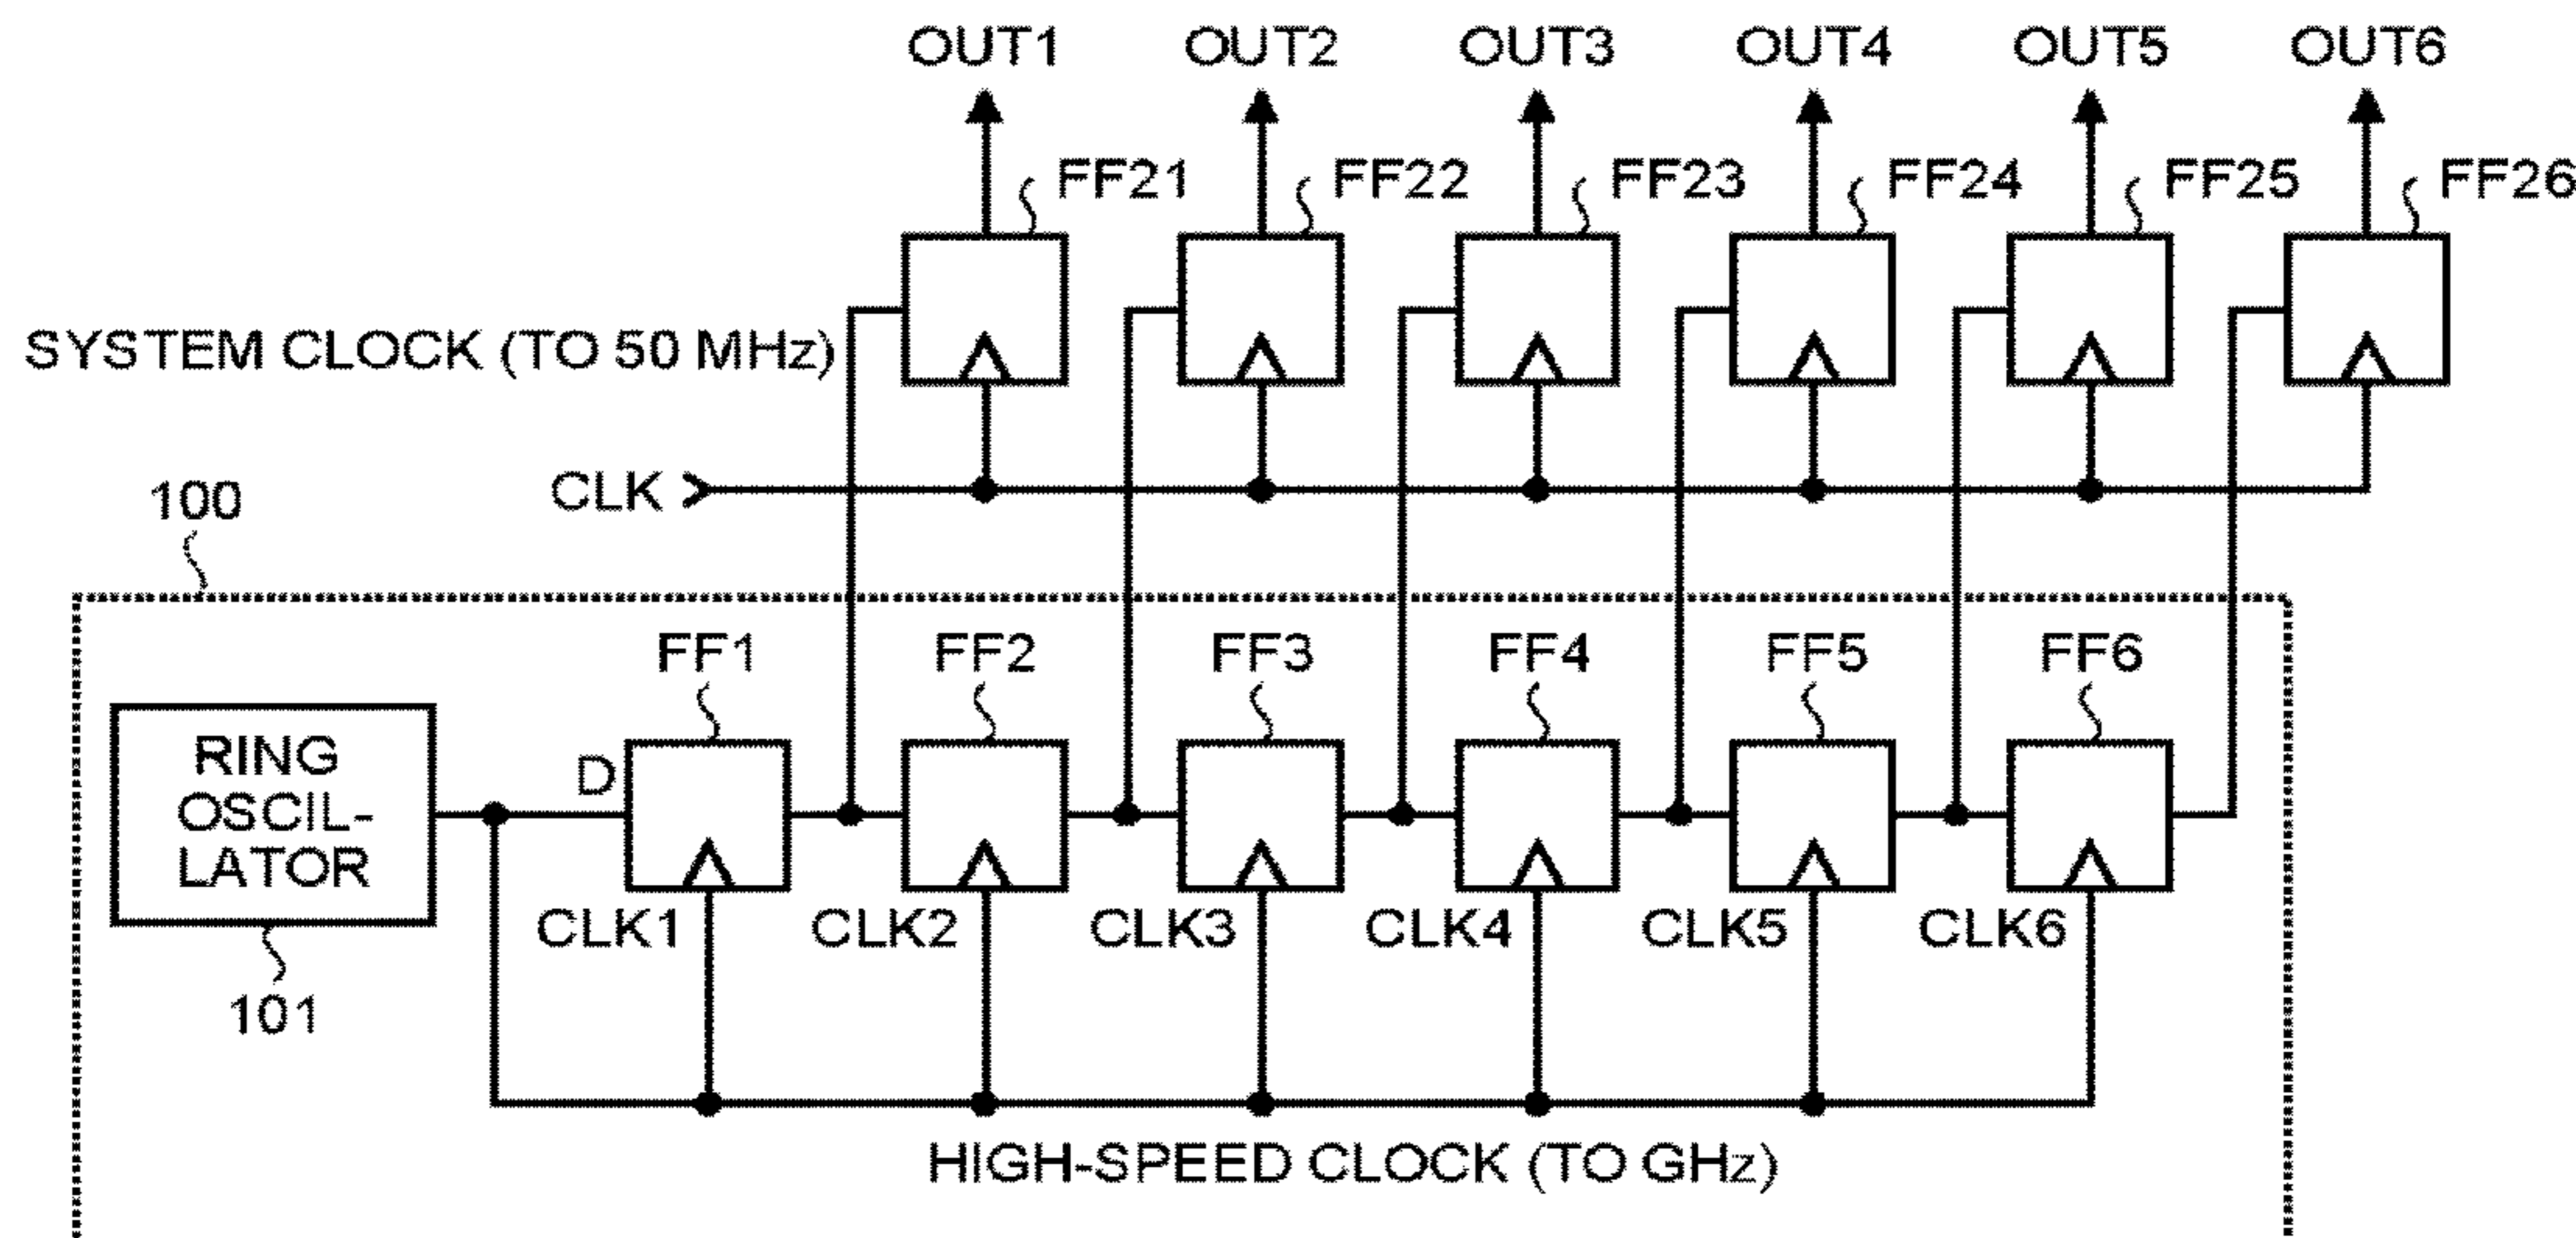 OUT1 OUT2 OUT3 OUT4 OUT5 OUT6
FF21 FF22 FF23 FF24 FF25 FF26
SYSTEM CLOCK (TO 50 MHz)
CLK
100
FF1 FF2 FF3 FF4 FF5 FF6
D
RING
OSCIL-
LATOR
CLK1 CLK2 CLK3 CLK4 CLK5 CLK6
101
HIGH-SPEED CLOCK (TO GHz)